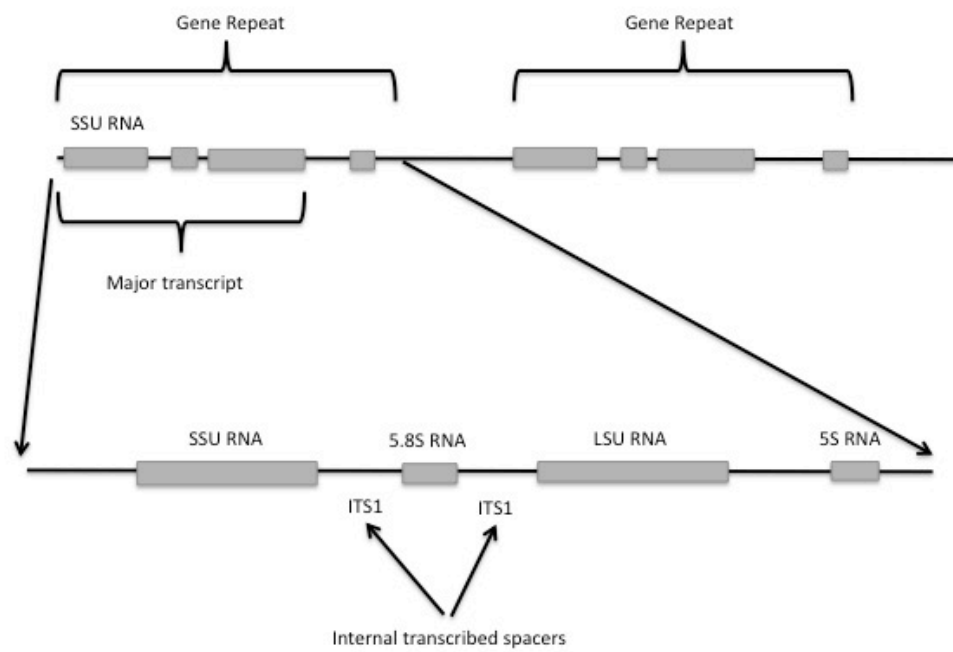 Gene Repeat
Gene Repeat
SSU RNA
Major transcript
SSU RNA
5.8S RNA
LSU RNA
5S RNA
ITS1
ITS1
Internal transcribed spacers